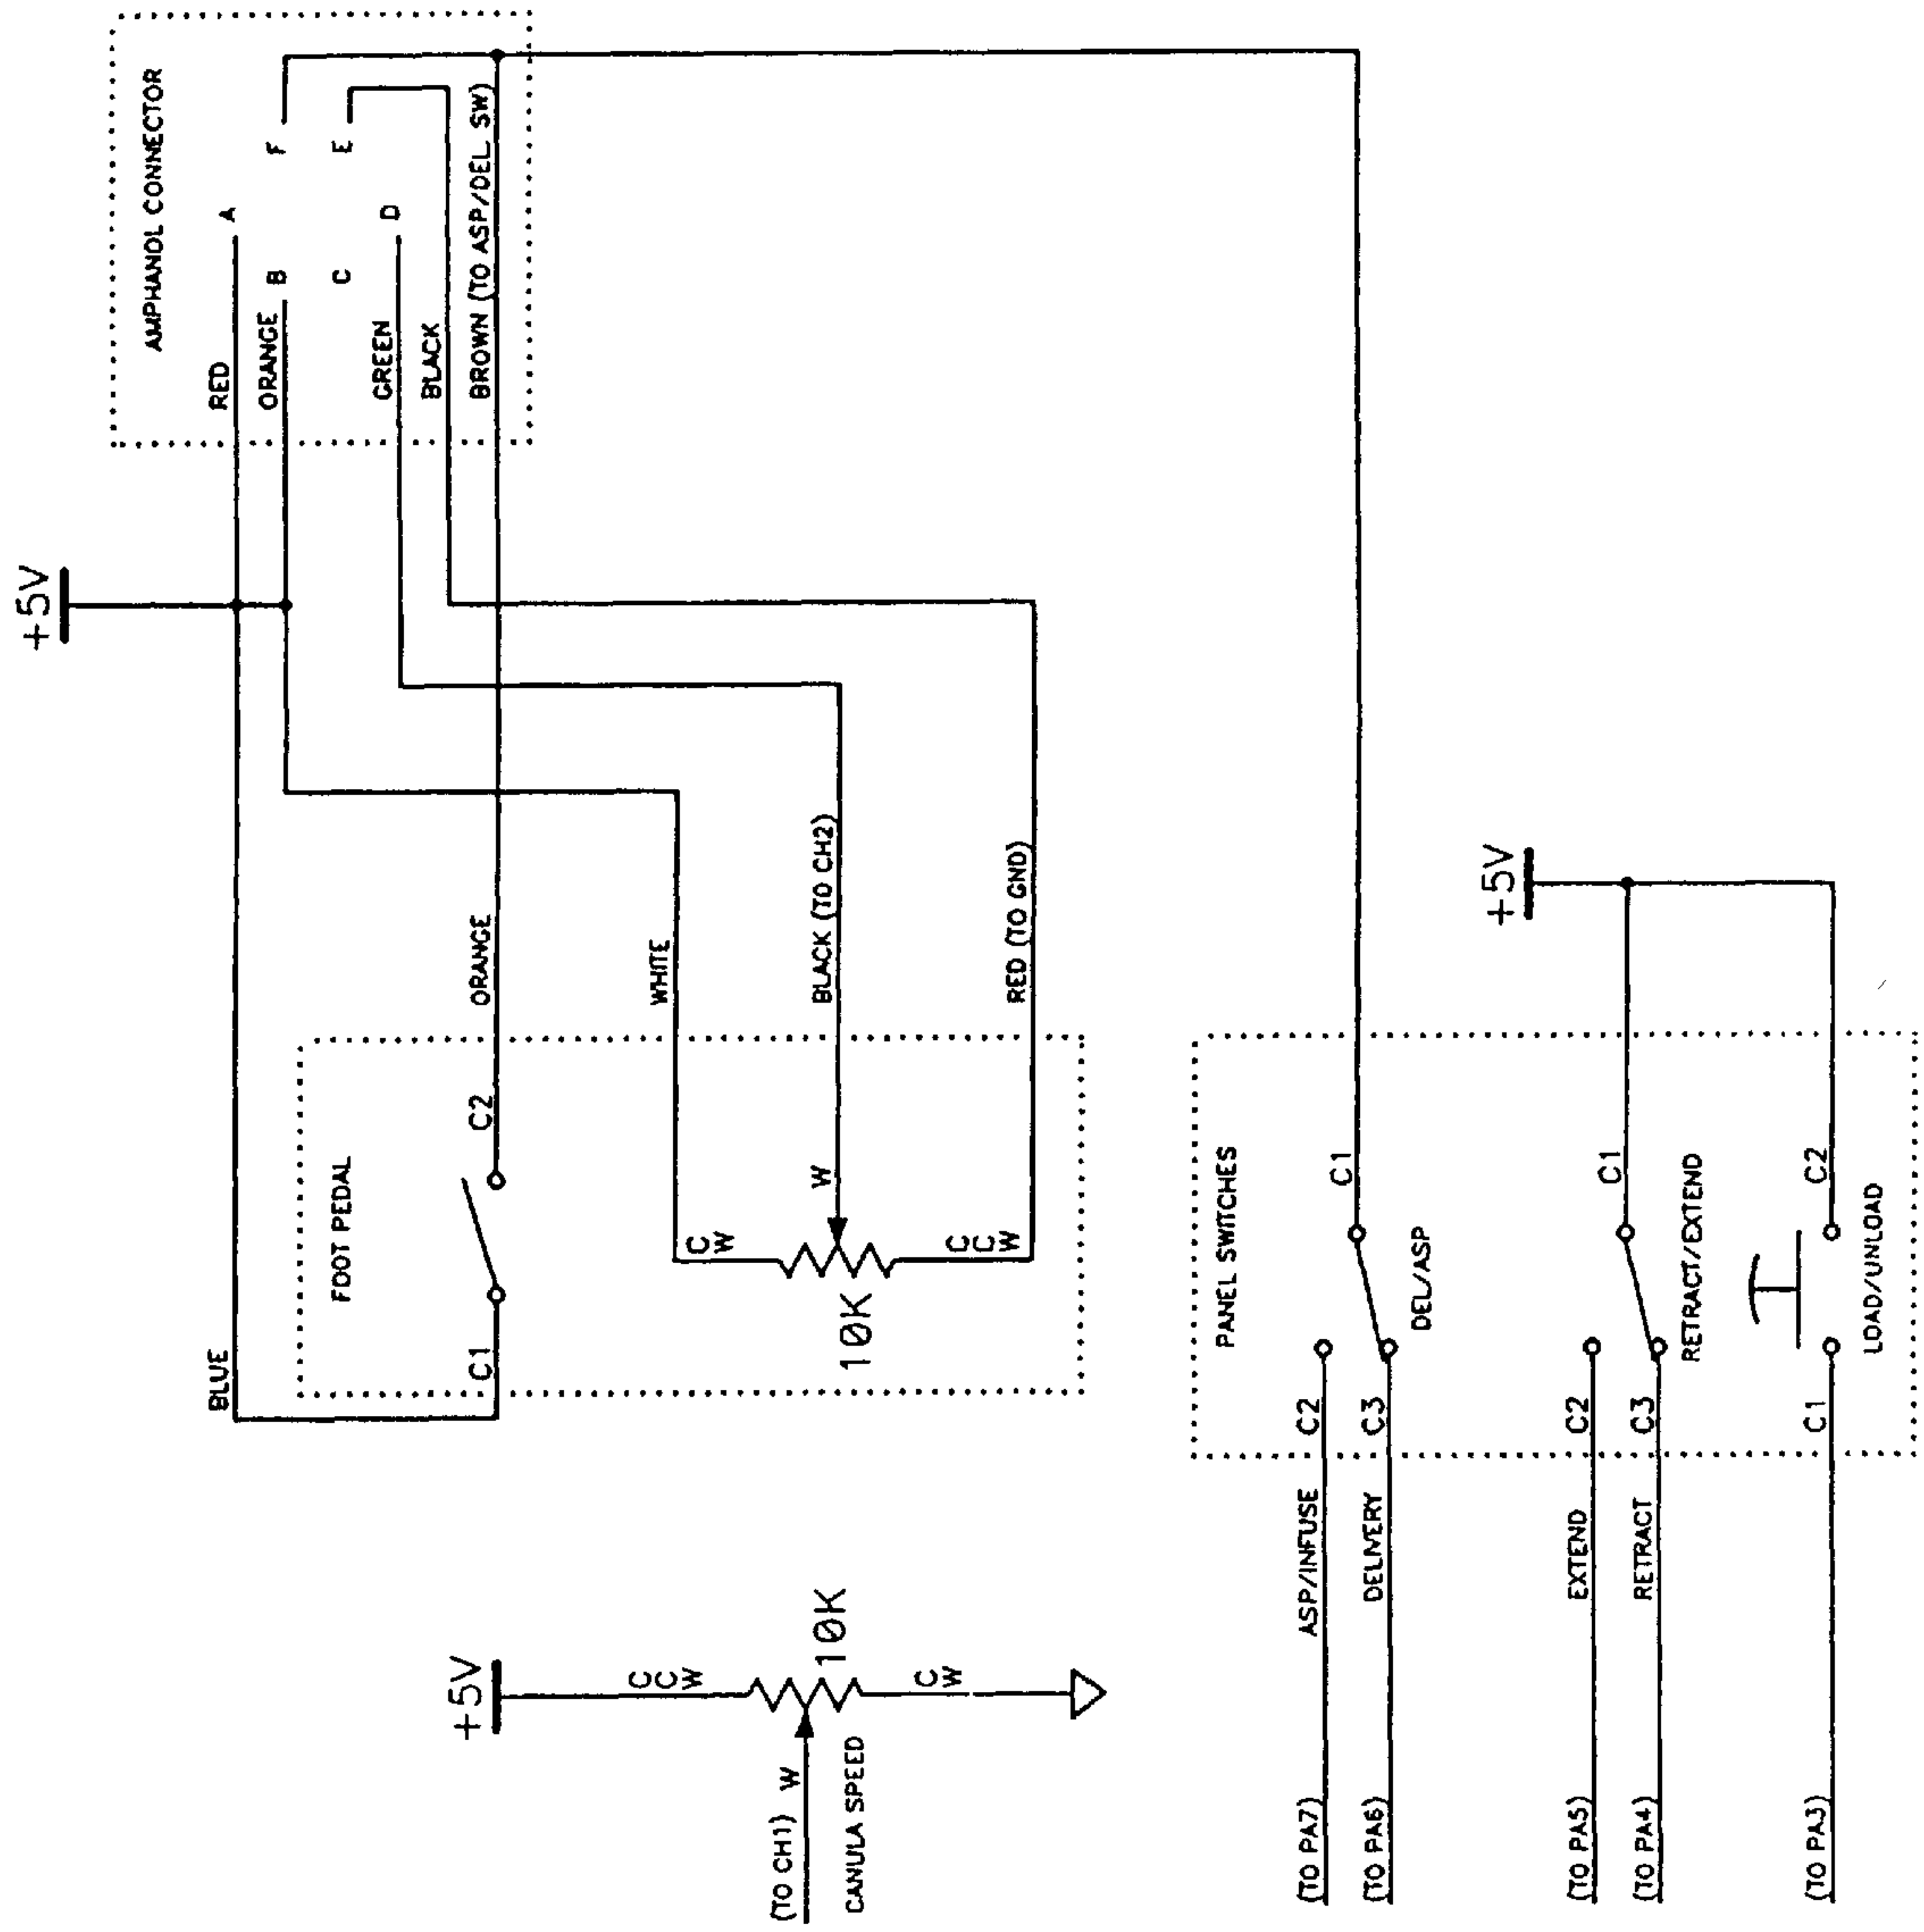 AMPHANOL CONNECTOR
+5V
RED
A
ORANGE
B
F
C
E
GREEN
D
BLACK
BROWN (TO ASP/DEL SW)
BLUE
FOOT PEDAL
C1
C2
ORANGE
WHITE
CW
W
BLACK (TO CH2)
10K
CCW
RED (TO GND)
+5V
CCW
(TO CH1) W
10K
CANULA SPEED
CW
PANEL SWITCHES
(TO PA7)
ASP/INFUSE
C2
C1
(TO PA6)
DELIVERY
C3
DEL/ASP
+5V
(TO PA5)
EXTEND
C2
C1
(TO PA4)
RETRACT
C3
RETRACT/EXTEND
(TO PA3)
C1
C2
LOAD/UNLOAD